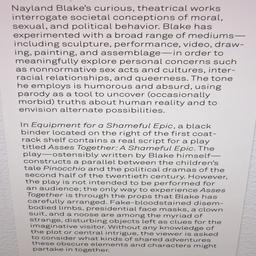 Nayland Blake's curious, theatrical works
interrogate societal conceptions of moral,
sexual, and political behavior. Blake has
experimented with a broad range of mediums—
including sculpture, performance, video, draw-
ing, painting, and assemblage—in order to
meaningfully explore personal concerns such
as nonnormative sex acts and cultures, inter-
racial relationships, and queerness. The tone
he employs is humorous and absurd, using
parody as a tool to uncover (occasionally
morbid) truths about human reality and to
envision alternate possibilities.
In Equipment for a Shameful Epic, a black
binder located on the right of the first coat-
rack shelf contains a real script for a play
titled Asses Together: A Shameful Epic. The
play—ostensibly written by Blake himself—
constructs a parallel between the children's
tale Pinocchio and the political dramas of the
second half of the twentieth century. However,
the play is not intended to be performed for
an audience; the only way to experience Asses
Together is through the props that Blake has
carefully arranged. Fake-bloodstained disem-
bodied limbs, presidential face masks, a clown
suit, and a noose are among the myriad of
strange, disturbing objects left as clues for the
imaginative visitor. Without any knowledge of
the plot or central intrigue, the viewer is asked
to consider what kinds of shared adventures
these obscure elements and characters might
partake in together.